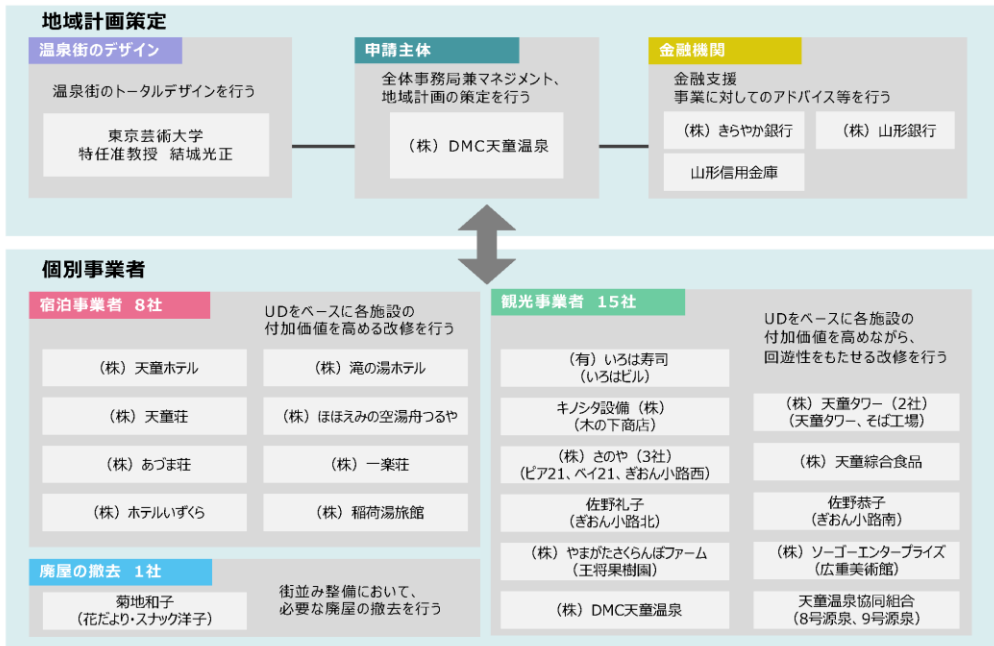 地域計画策定
温泉街のデザイン
温泉街のトータルデザインを行う
東京芸術大学
特任准教授 結城光正
申請主体
全体事務局兼マネジメント、
地域計画の策定を行う
（株）DMC天童温泉
金融機関
金融支援
事業に対してのアドバイス等を行う
（株）きらやか銀行
（株）山形銀行
山形信用金庫
個別事業者
宿泊事業者 8社
UDをベースに各施設の
付加価値を高める改修を行う
（株）天童ホテル
（株）滝の湯ホテル
（株）天童荘
（株）ほほえみの空湯舟つるや
（株）あづま荘
（株）一楽荘
（株）ホテルいずくら
（株）稲荷湯旅館
廃屋の撤去 1社
菊地和子
（花だより・スナック洋子）
街並み整備において、
必要な廃屋の撤去を行う
観光事業者 15社
UDをベースに各施設の
付加価値を高めながら、
回遊性をもたせる改修を行う
（有）いろは寿司
（いろはビル）
キノシタ設備（株）
（木の下商店）
（株）天童タワー（2社）
（天童タワー、そば工場）
（株）さのや（3社）
（ピア21、ベイ21、ぎおん小路西）
（株）天童綜合食品
佐野礼子
（ぎおん小路北）
佐野恭子
（ぎおん小路南）
（株）やまがたさくらんぼファーム
（王将果樹園）
（株）ソーゴーエンタープライズ
（広重美術館）
（株）DMC天童温泉
天童温泉協同組合
（8号源泉、9号源泉）